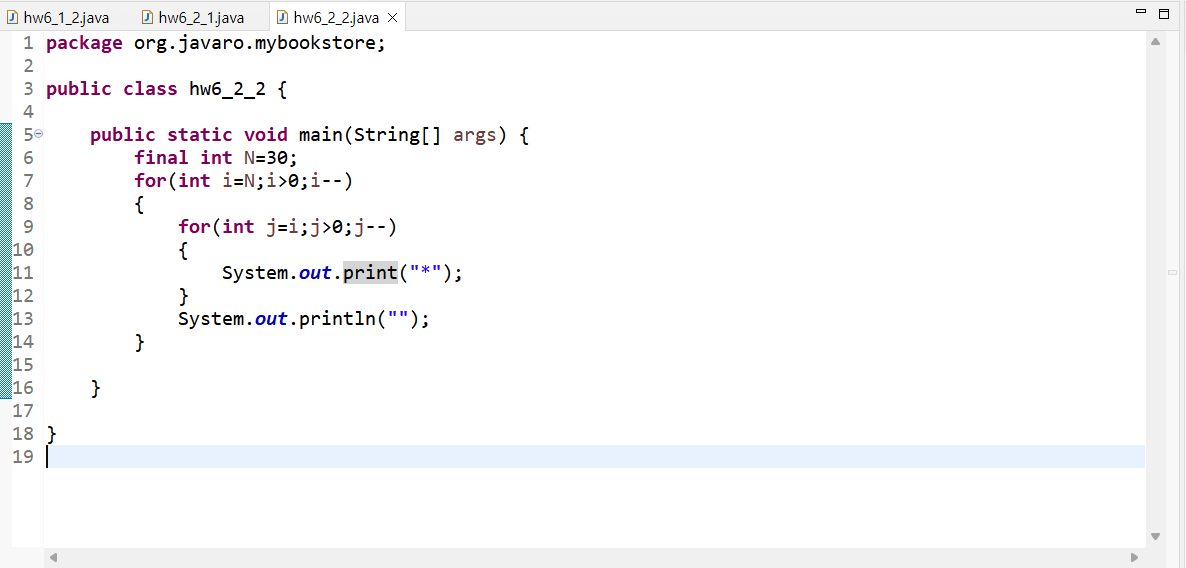 hw6_1_2.java hw6_2_1.java hw6_2_2.java
1 package org.javaro.mybookstore;
2
3 public class hw6_2_2 {
4
5     public static void main(String[] args) {
6         final int N=30;
7         for(int i=N;i>0;i--)
8         {
9             for(int j=i;j>0;j--)
10             {
11                 System.out.print("*");
12             }
13             System.out.println("");
14         }
15
16     }
17
18 }
19